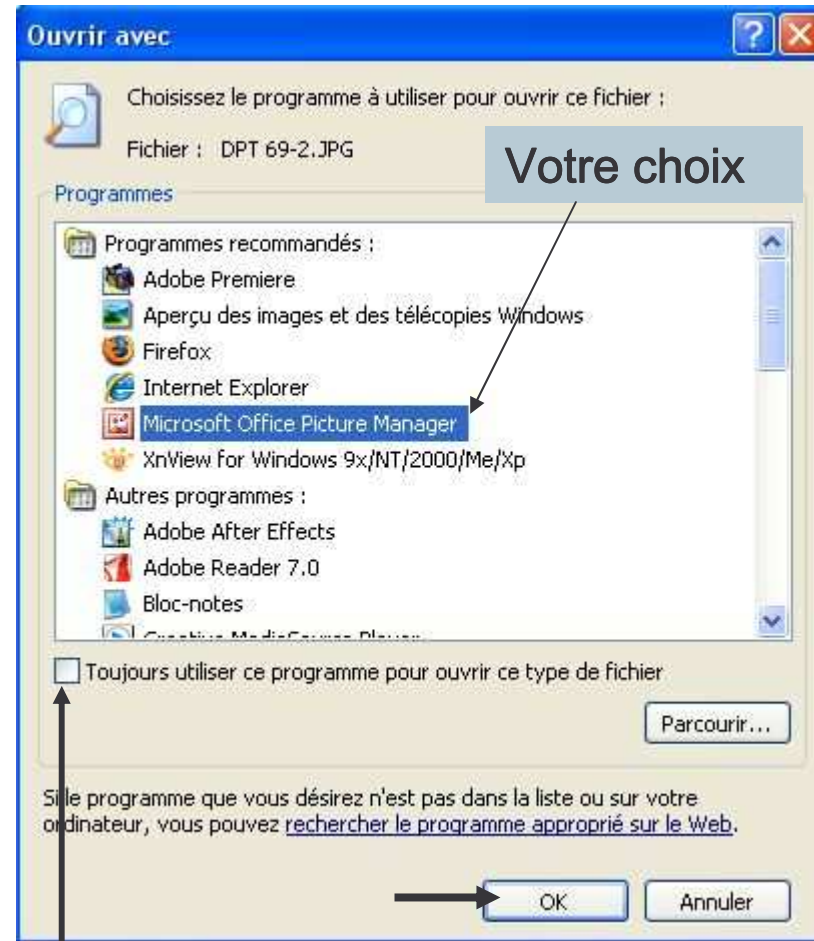 Ouvrir avec
Choisissez le programme à utiliser pour ouvrir ce fichier :
Fichier : DPT 69-2.JPG
Votre choix
Programmes
Programmes recommandés :
Adobe Premiere
Aperçu des images et des télécopies Windows
Firefox
Internet Explorer
Microsoft Office Picture Manager
XnView for Windows 9x/NT/2000/Me/Xp
Autres programmes :
Adobe After Effects
Adobe Reader 7.0
Bloc-notes
Creative MediaSource Player
Toujours utiliser ce programme pour ouvrir ce type de fichier
Parcourir...
Si le programme que vous désirez n'est pas dans la liste ou sur votre
ordinateur, vous pouvez rechercher le programme approprié sur le Web.
OK Annuler